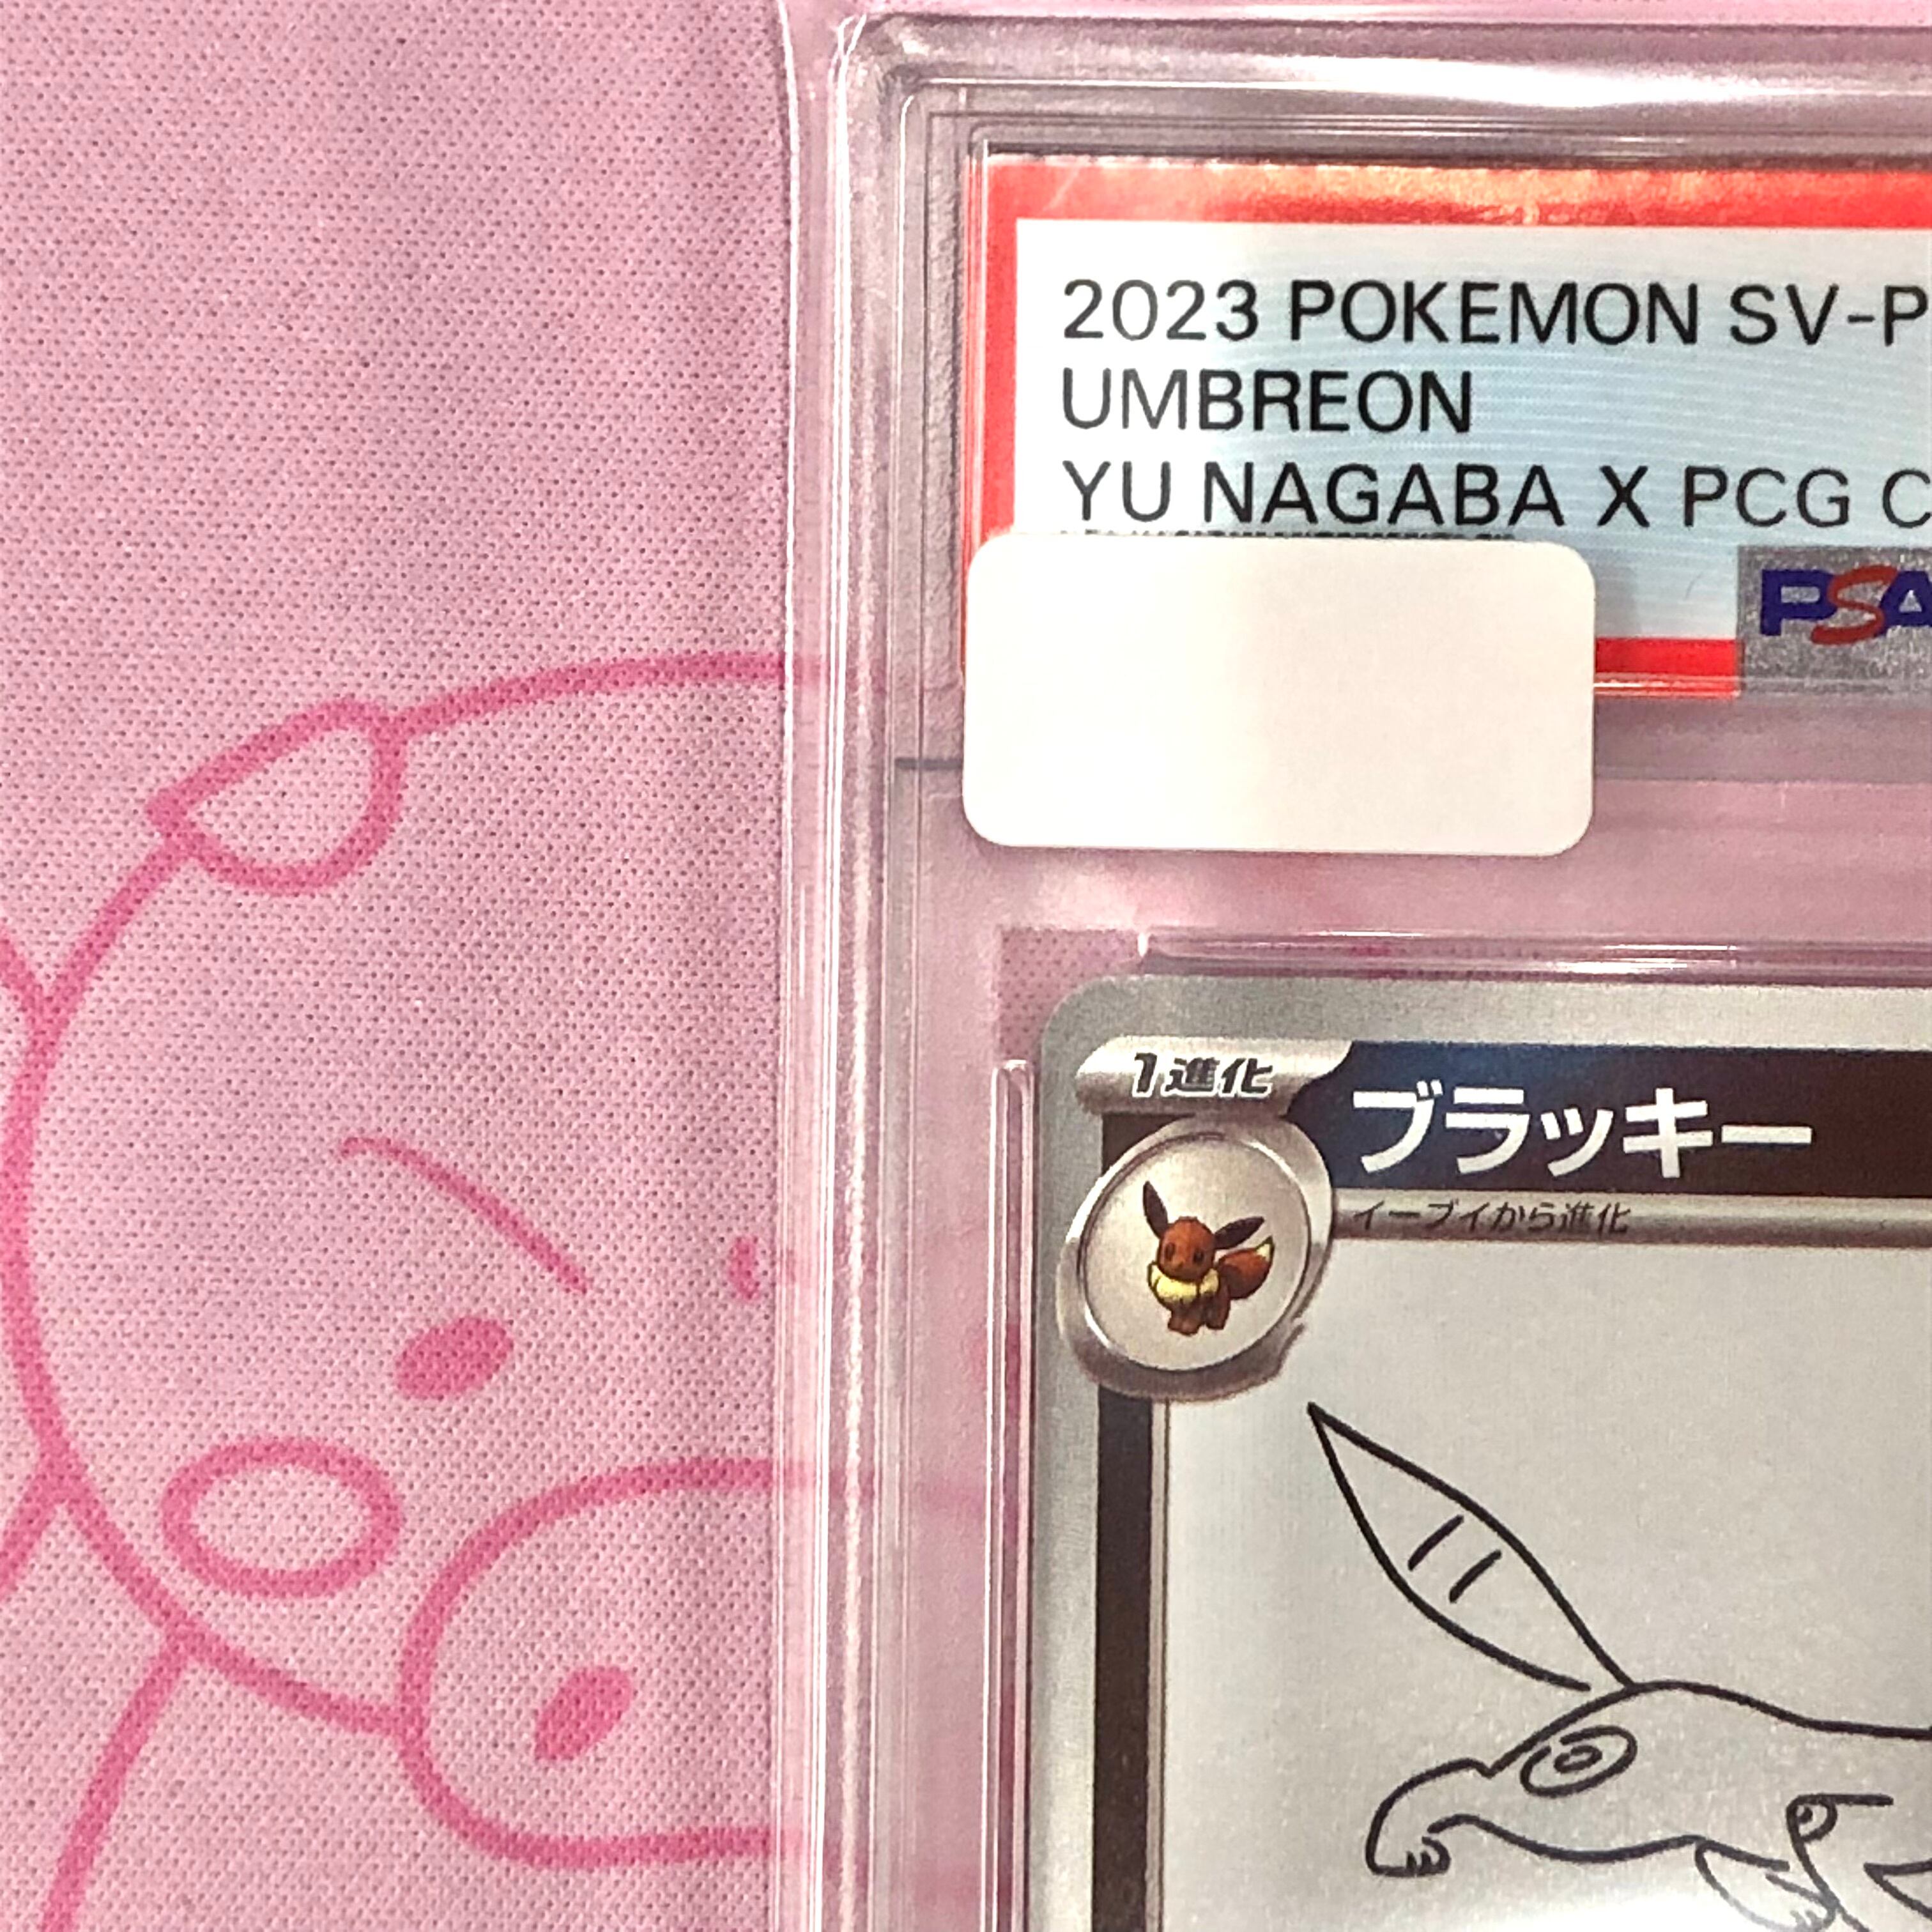 2023 POKEMON SV-P
UMBREON
YU NAGABA X PCG C
PSA
1進化
ブラッキー
イーブイから進化